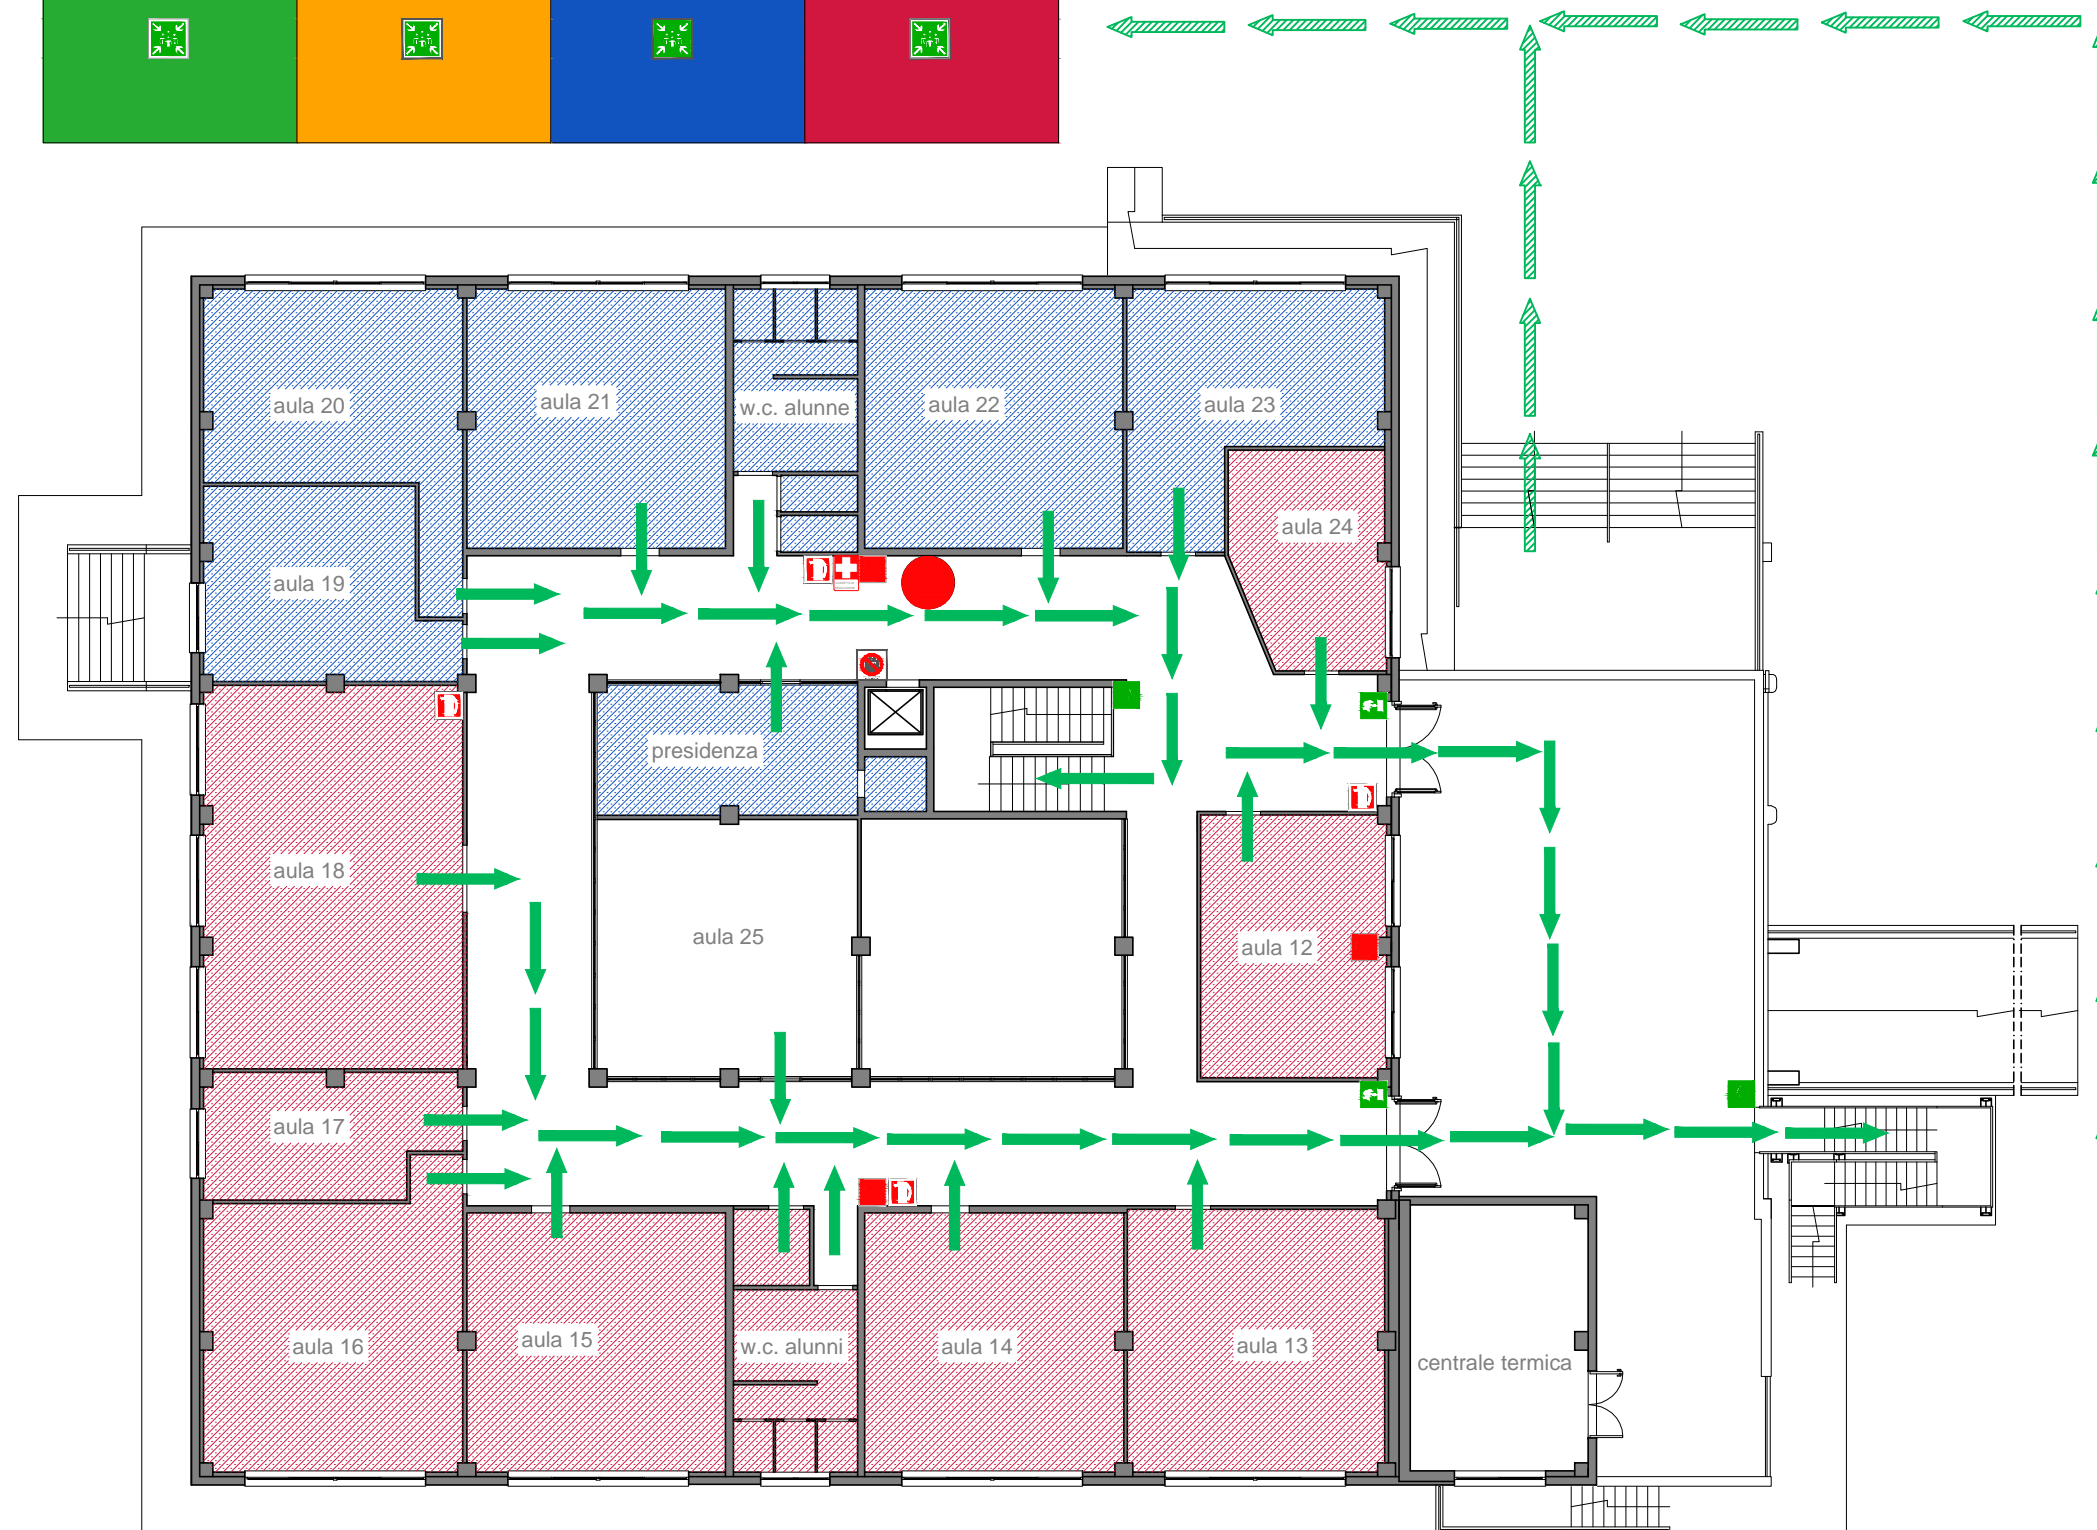 aula 20
aula 21
w.c. alunne
aula 22
aula 23
aula 24
aula 19
presidenza
aula 18
aula 25
aula 12
aula 17
aula 16
aula 15
w.c. alunni
aula 14
aula 13
centrale termica